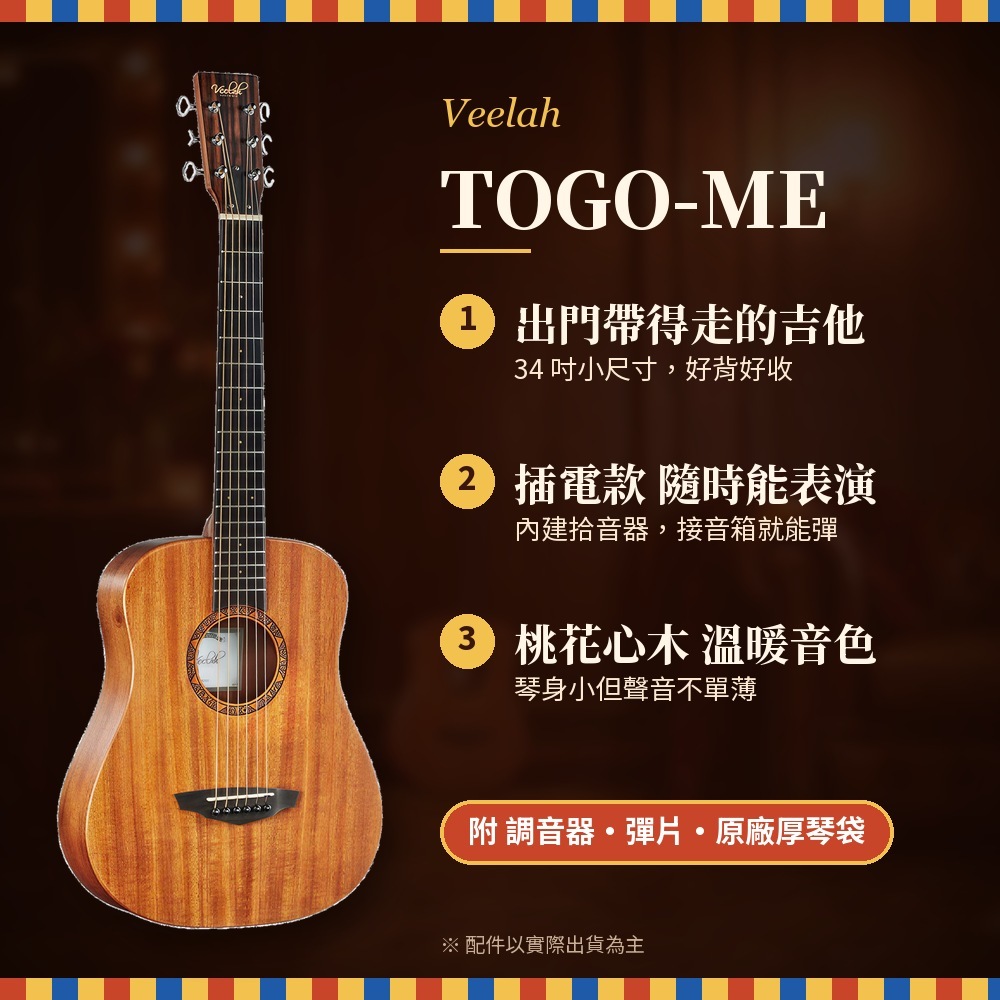 Veelah
Veelah
TOGO-ME
1
出門帶得走的吉他
34 吋小尺寸，好背好收
2
插電款 隨時能表演
內建拾音器，接音箱就能彈
3
桃花心木 溫暖音色
琴身小但聲音不單薄
附 調音器・彈片・原廠厚琴袋
※ 配件以實際出貨為主